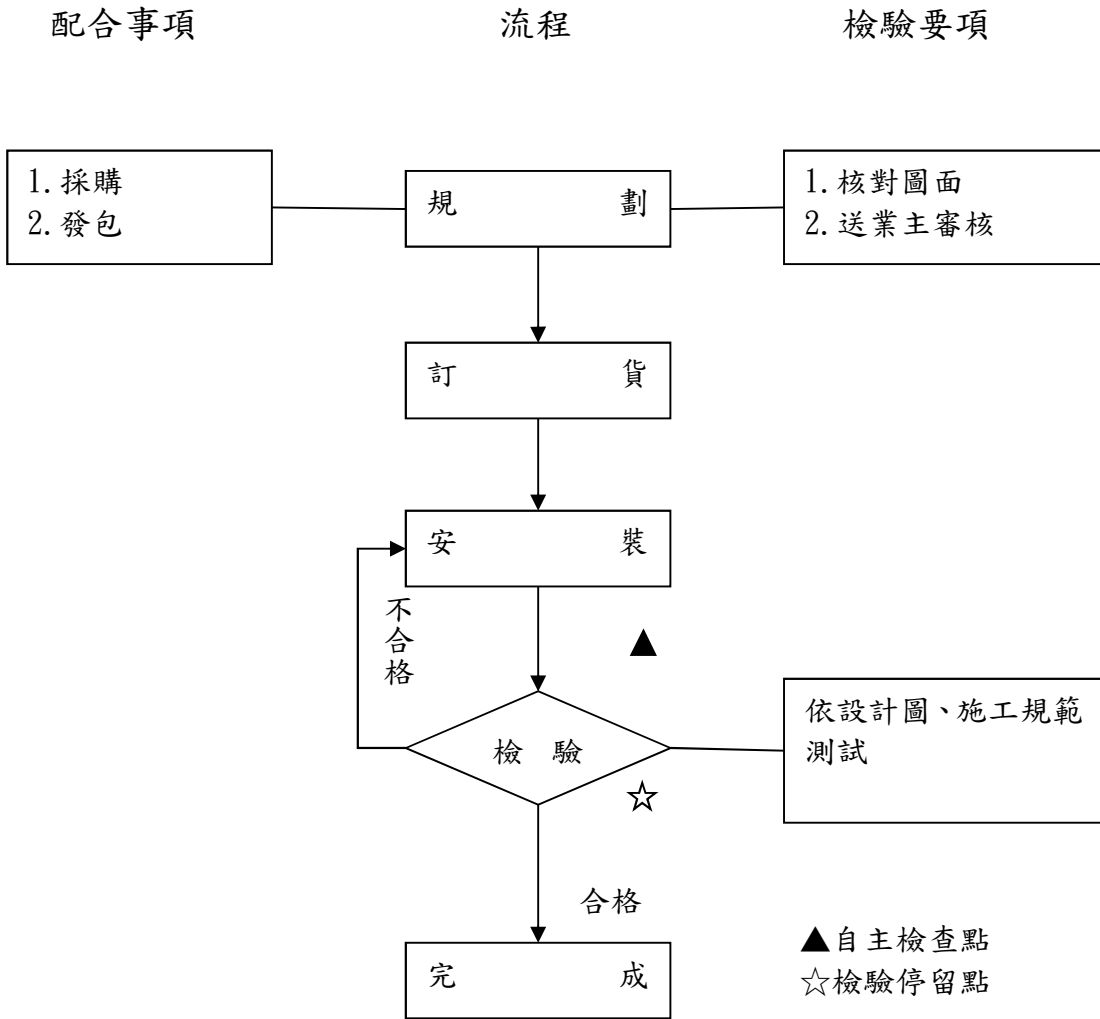 配合事項
流程
檢驗要項
1.採購
2.發包
規 劃
1.核對圖面
2.送業主審核
訂 貨
安 裝
不合格
▲
檢 驗
依設計圖、施工規範
測試
☆
合格
▲自主檢查點
☆檢驗停留點
完 成